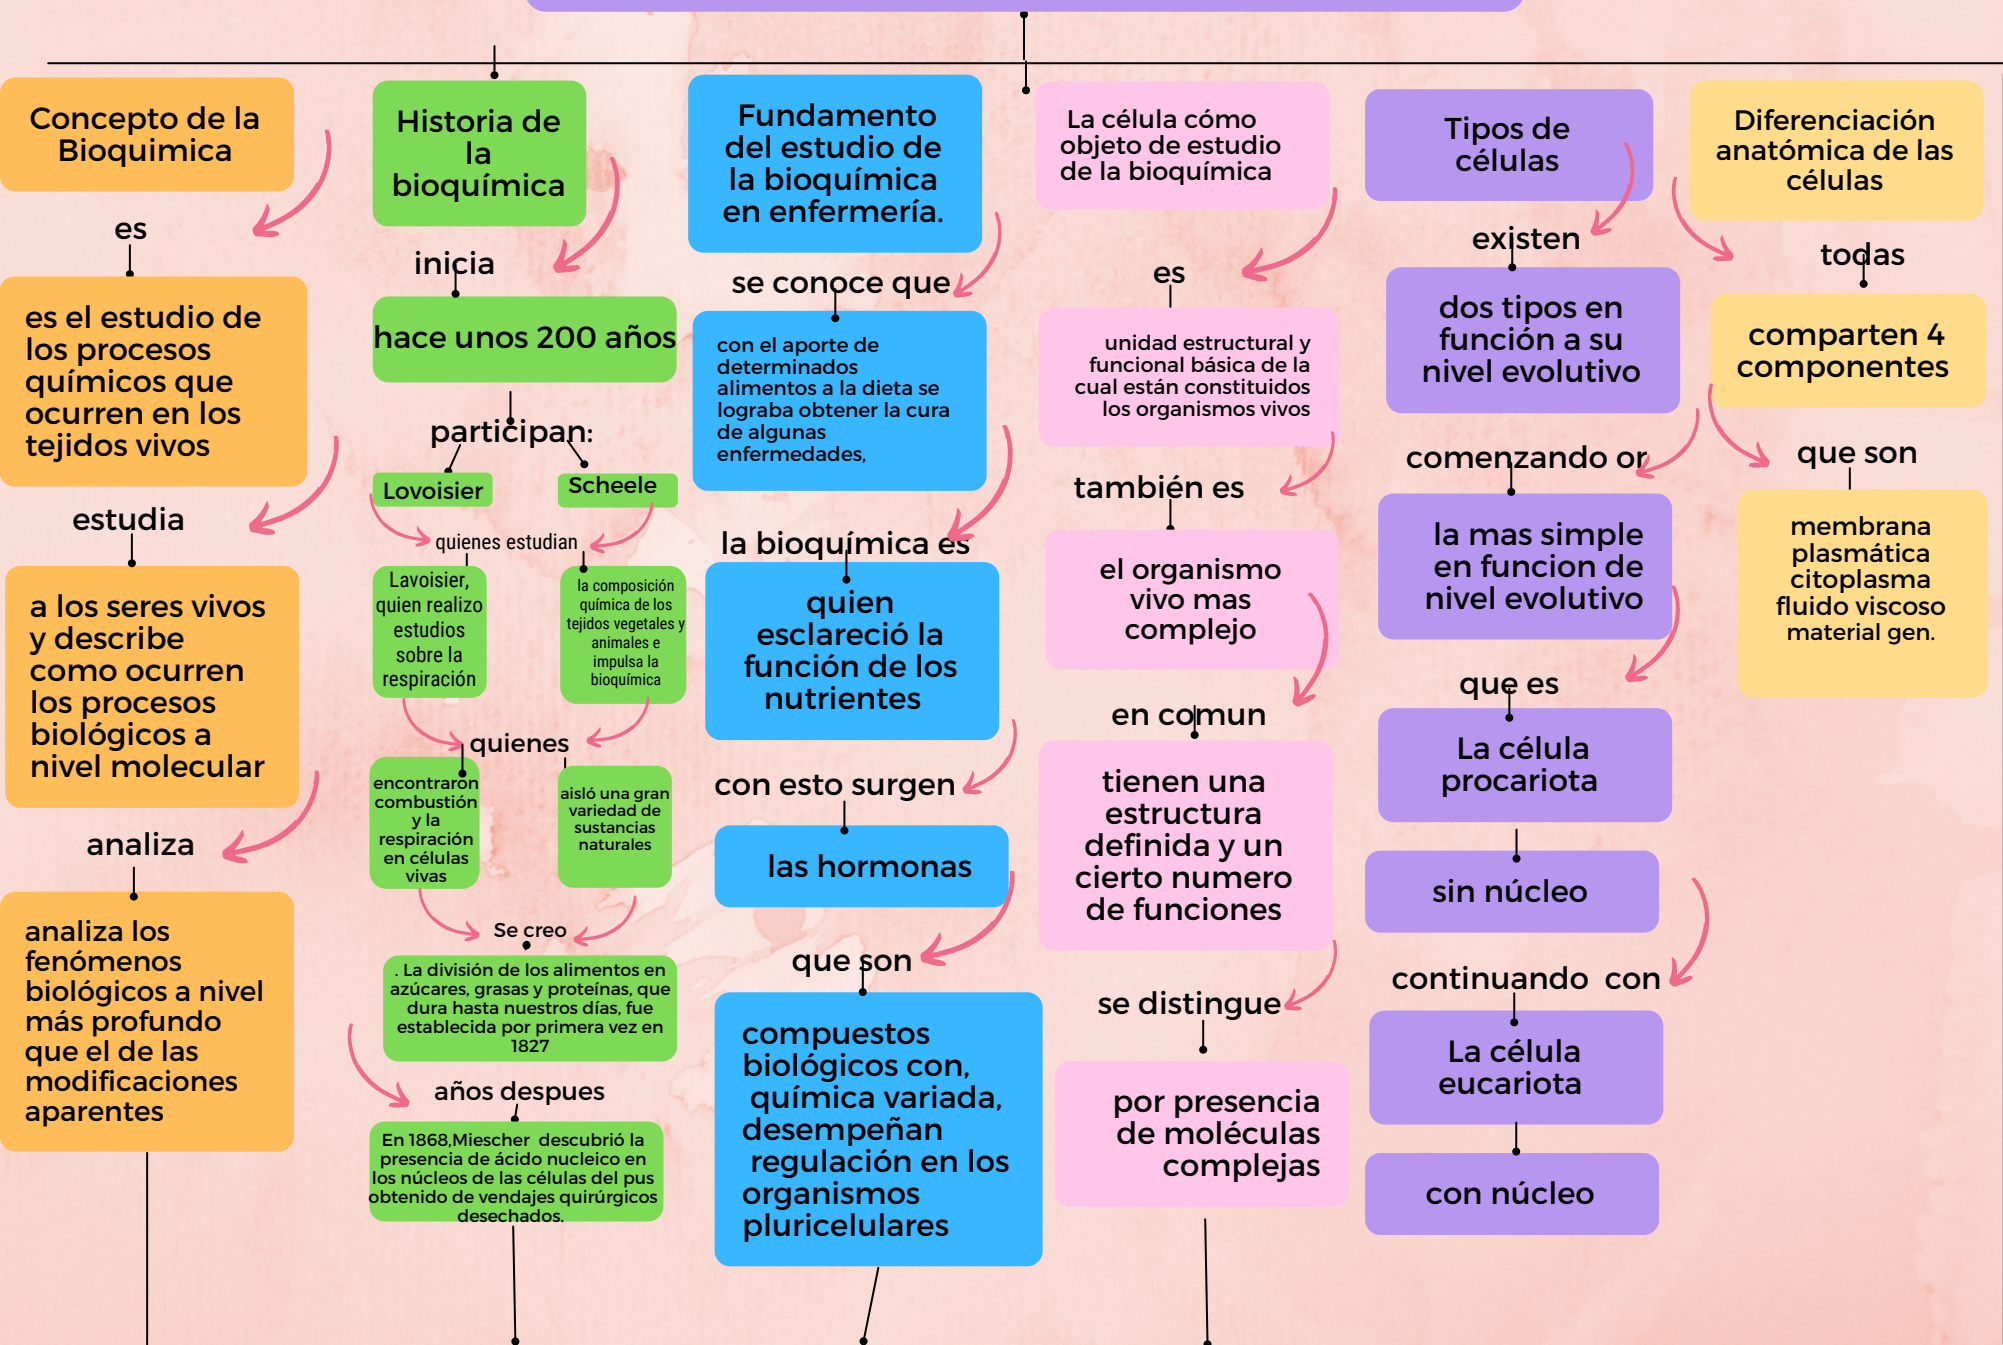 Concepto de la
Bioquimica
es
es el estudio de
los procesos
químicos que
ocurren en los
tejidos vivos
estudia
a los seres vivos
y describe
como ocurren
los procesos
biológicos a
nivel molecular
analiza
analiza los
fenómenos
biológicos a nivel
más profundo
que el de las
modificaciones
aparentes
Historia de
la
bioquímica
inicia
hace unos 200 años
participan:
Lovoisier
Scheele
quienes estudian
Lavoisier,
quien realizo
estudios
sobre la
respiración
la composición
química de los
tejidos vegetales y
animales e
impulsa la
bioquímica
quienes
encontraron
combustión
y la
respiración
en células
vivas
aisló una gran
variedad de
sustancias
naturales
Se creo
. La división de los alimentos en
azúcares, grasas y proteínas, que
dura hasta nuestros días, fue
establecida por primera vez en
1827
años despues
En 1868,Miescher descubrió la
presencia de ácido nucleico en
los núcleos de las células del pus
obtenido de vendajes quirúrgicos
desechados.
Fundamento
del estudio de
la bioquímica
en enfermería.
se conoce que
con el aporte de
determinados
alimentos a la dieta se
lograba obtener la cura
de algunas
enfermedades,
la bioquímica es
quien
esclareció la
función de los
nutrientes
con esto surgen
las hormonas
que son
compuestos
biológicos con,
química variada,
desempeñan
regulación en los
organismos
pluricelulares
La célula cómo
objeto de estudio
de la bioquímica
es
unidad estructural y
funcional básica de la
cual están constituidos
los organismos vivos
también es
el organismo
vivo mas
complejo
en comun
tienen una
estructura
definida y un
cierto numero
de funciones
se distingue
por presencia
de moléculas
complejas
Tipos de
células
existen
dos tipos en
función a su
nivel evolutivo
comenzando or
la mas simple
en funcion de
nivel evolutivo
que es
La célula
procariota
sin núcleo
continuando con
La célula
eucariota
con núcleo
Diferenciación
anatómica de las
células
todas
comparten 4
componentes
que son
membrana
plasmática
citoplasma
fluido viscoso
material gen.